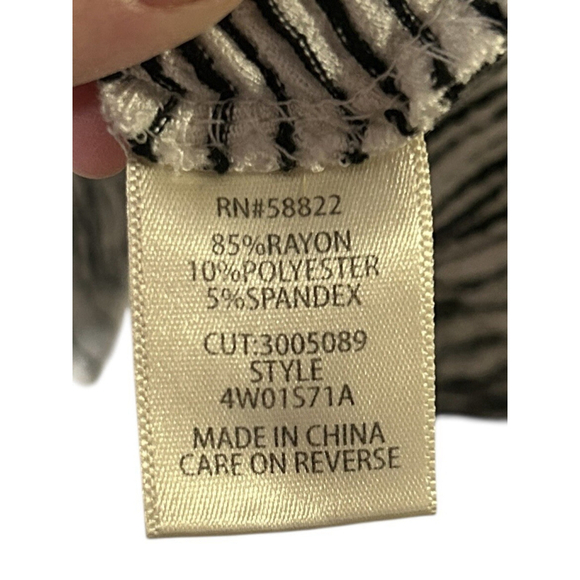 RN#58822
85%RAYON
10%POLYESTER
5%SPANDEX
CUT:3005089
STYLE
4W01S71A
MADE IN CHINA
CARE ON REVERSE